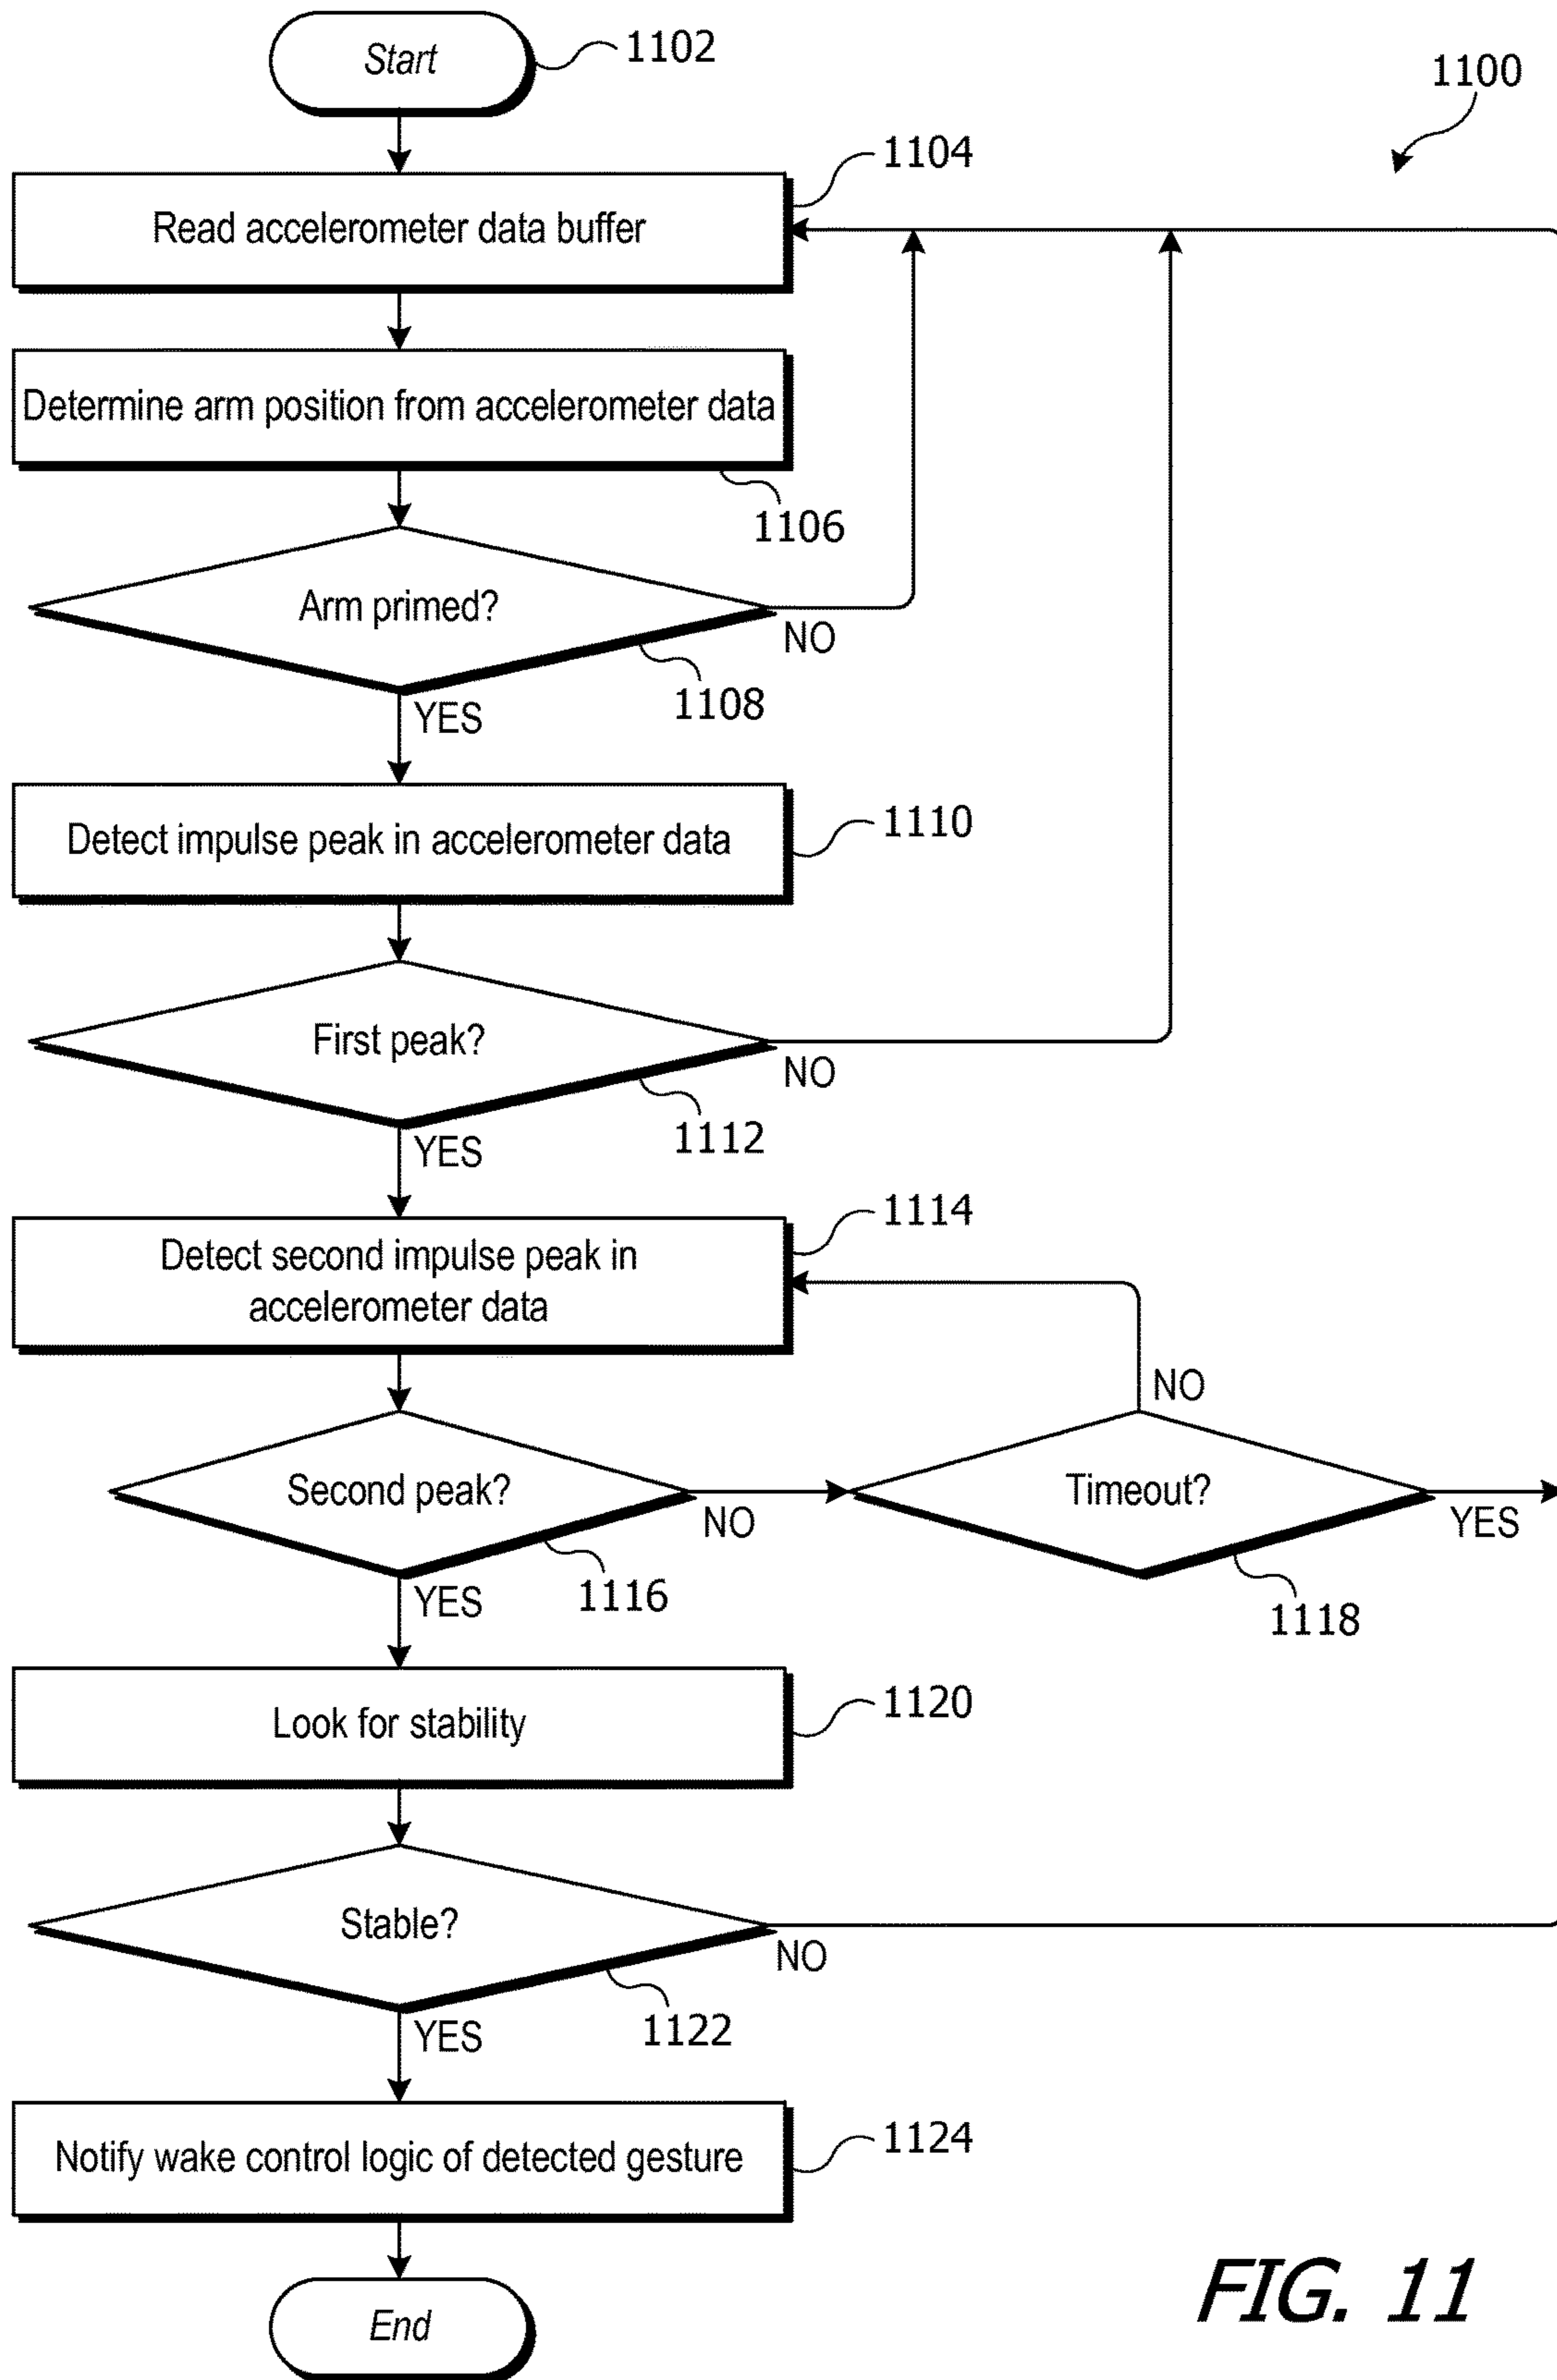 Start
1102
1100
1104
Read accelerometer data buffer
Determine arm position from accelerometer data
1106
Arm primed?
NO
1108
YES
1110
Detect impulse peak in accelerometer data
First peak?
NO
1112
YES
1114
Detect second impulse peak in
accelerometer data
NO
Second peak?
Timeout?
NO
YES
1116
YES
1118
1120
Look for stability
Stable?
NO
1122
YES
1124
Notify wake control logic of detected gesture
End
FIG. 11